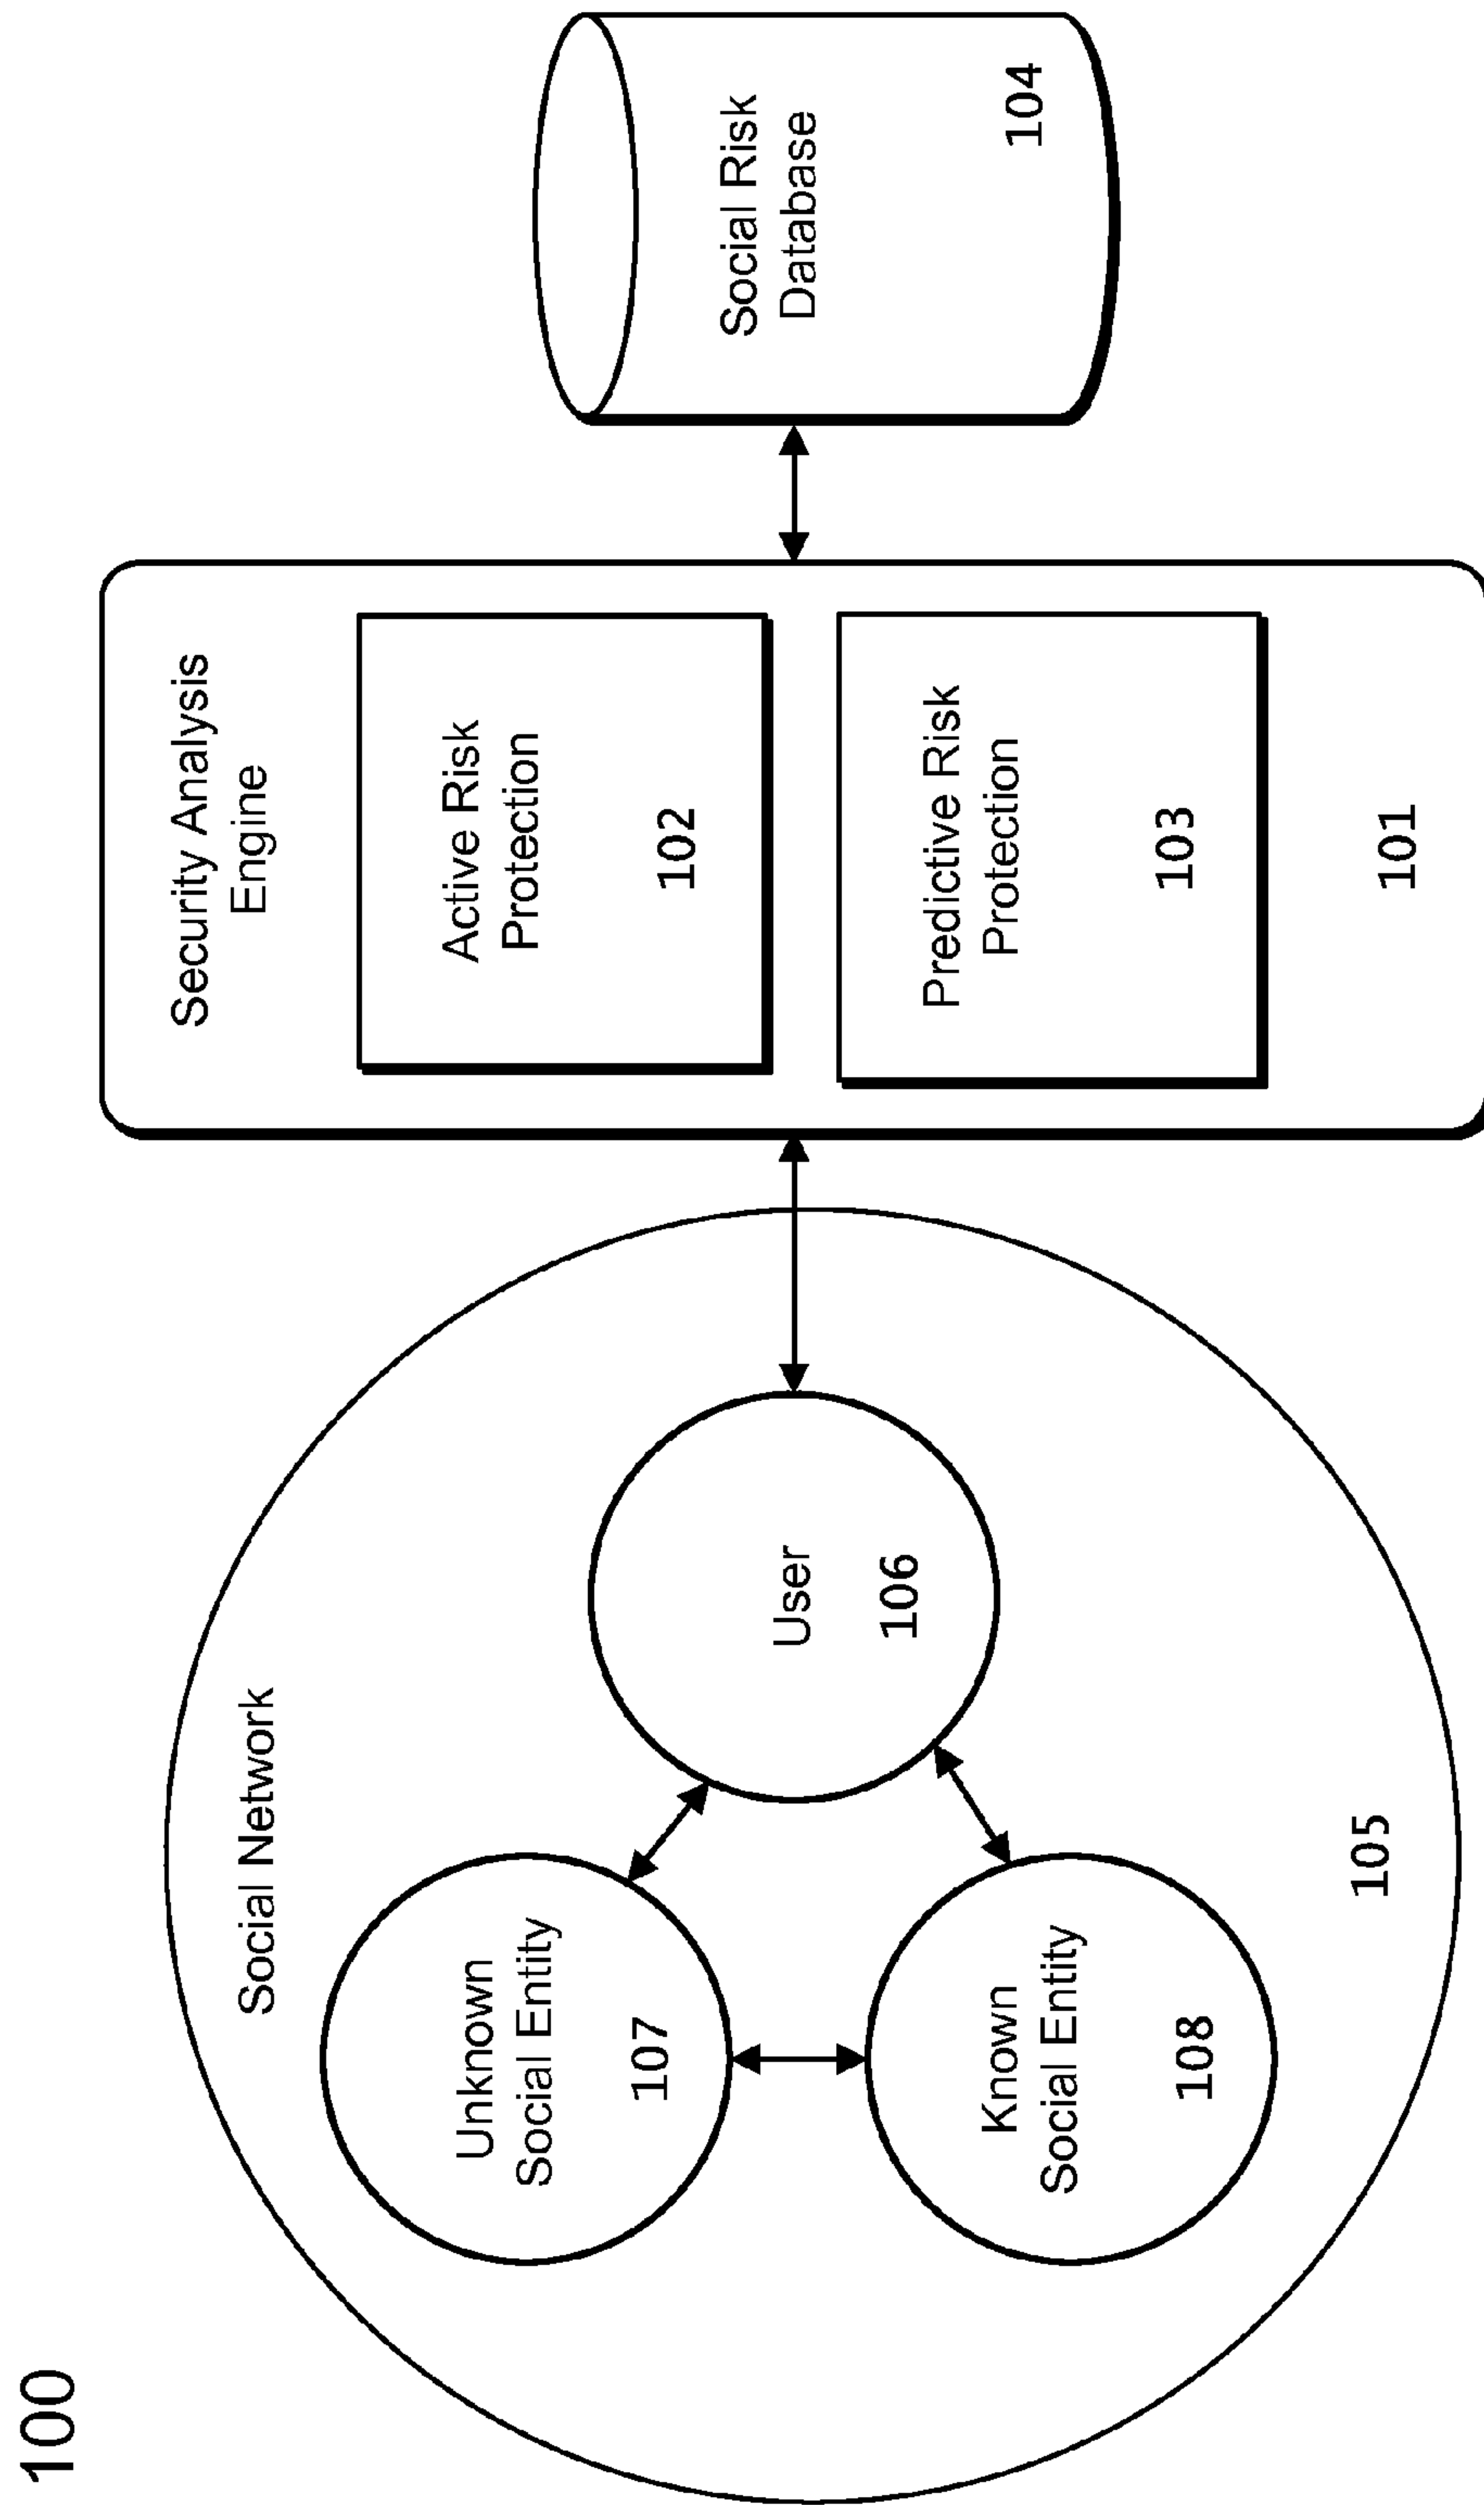 100
Social Network
Unknown
Social Entity
107
Known
Social Entity
108
User
106
105
Security Analysis
Engine
Active Risk
Protection
102
Predictive Risk
Protection
103
101
Social Risk
Database
104